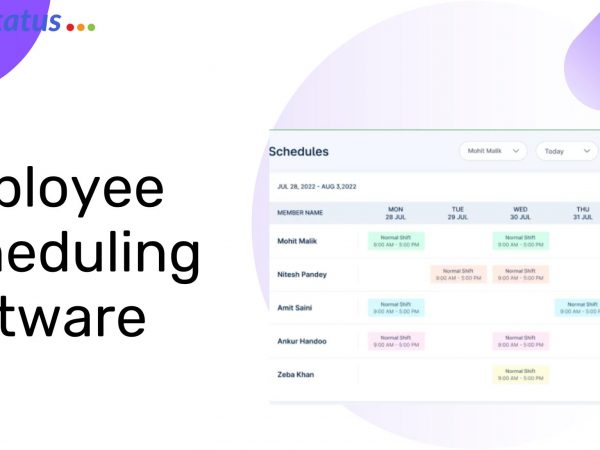 tatus
ployee
heduling
tware
Schedules
Mohit Malik
Today
JUL 28, 2022 - AUG 3,2022
MEMBER NAME
MON
28 JUL
TUE
29 JUL
WED
30 JUL
THU
31 JUL
Mohit Malik
Normal Shift
9:00 AM - 5:00 PM
Normal Shift
9:00 AM - 5:00 PM
Nitesh Pandey
Normal Shift
9:00 AM - 5:00 PM
Normal Shift
9:00 AM - 5:00 PM
Amit Saini
Normal Shift
9:00 AM - 5:00 PM
Normal Shift
9:00 AM - 5:00 PM
Ankur Handoo
Normal Shift
9:00 AM - 5:00 PM
Normal Shift
9:00 AM - 5:00 PM
Zeba Khan
Normal Shift
9:00 AM - 5:00 PM